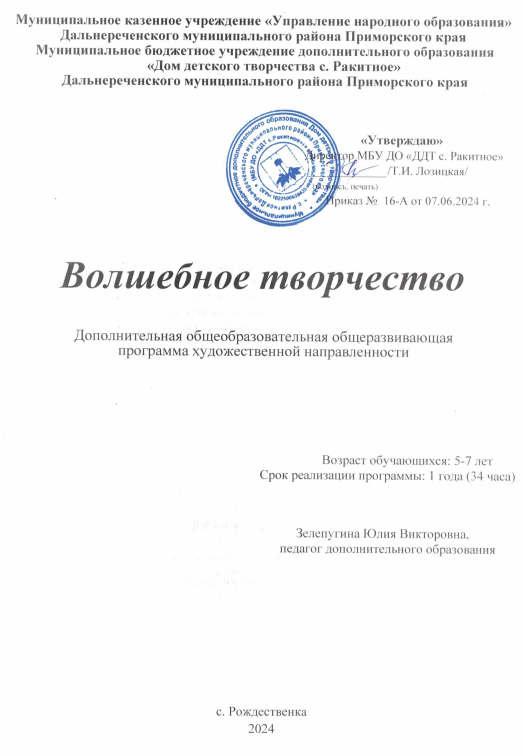 Муниципальное казенное учреждение «Управление народного образования»
Дальнереченского муниципального района Приморского края
Муниципальное бюджетное учреждение дополнительного образования
«Дом детского творчества с. Ракитное»
Дальнереченского муниципального района Приморского края
«Утверждаю»
Директор МБУ ДО «ДДТ с. Ракитное»
/Т.И. Лозицкая/
(подпись, печать)
Приказ № 16-А от 07.06.2024 г.
Волшебное творчество
Дополнительная общеобразовательная общеразвивающая
программа художественной направленности
Возраст обучающихся: 5-7 лет
Срок реализации программы: 1 года (34 часа)
Зелепугина Юлия Викторовна,
педагог дополнительного образования
с. Рождественка
2024